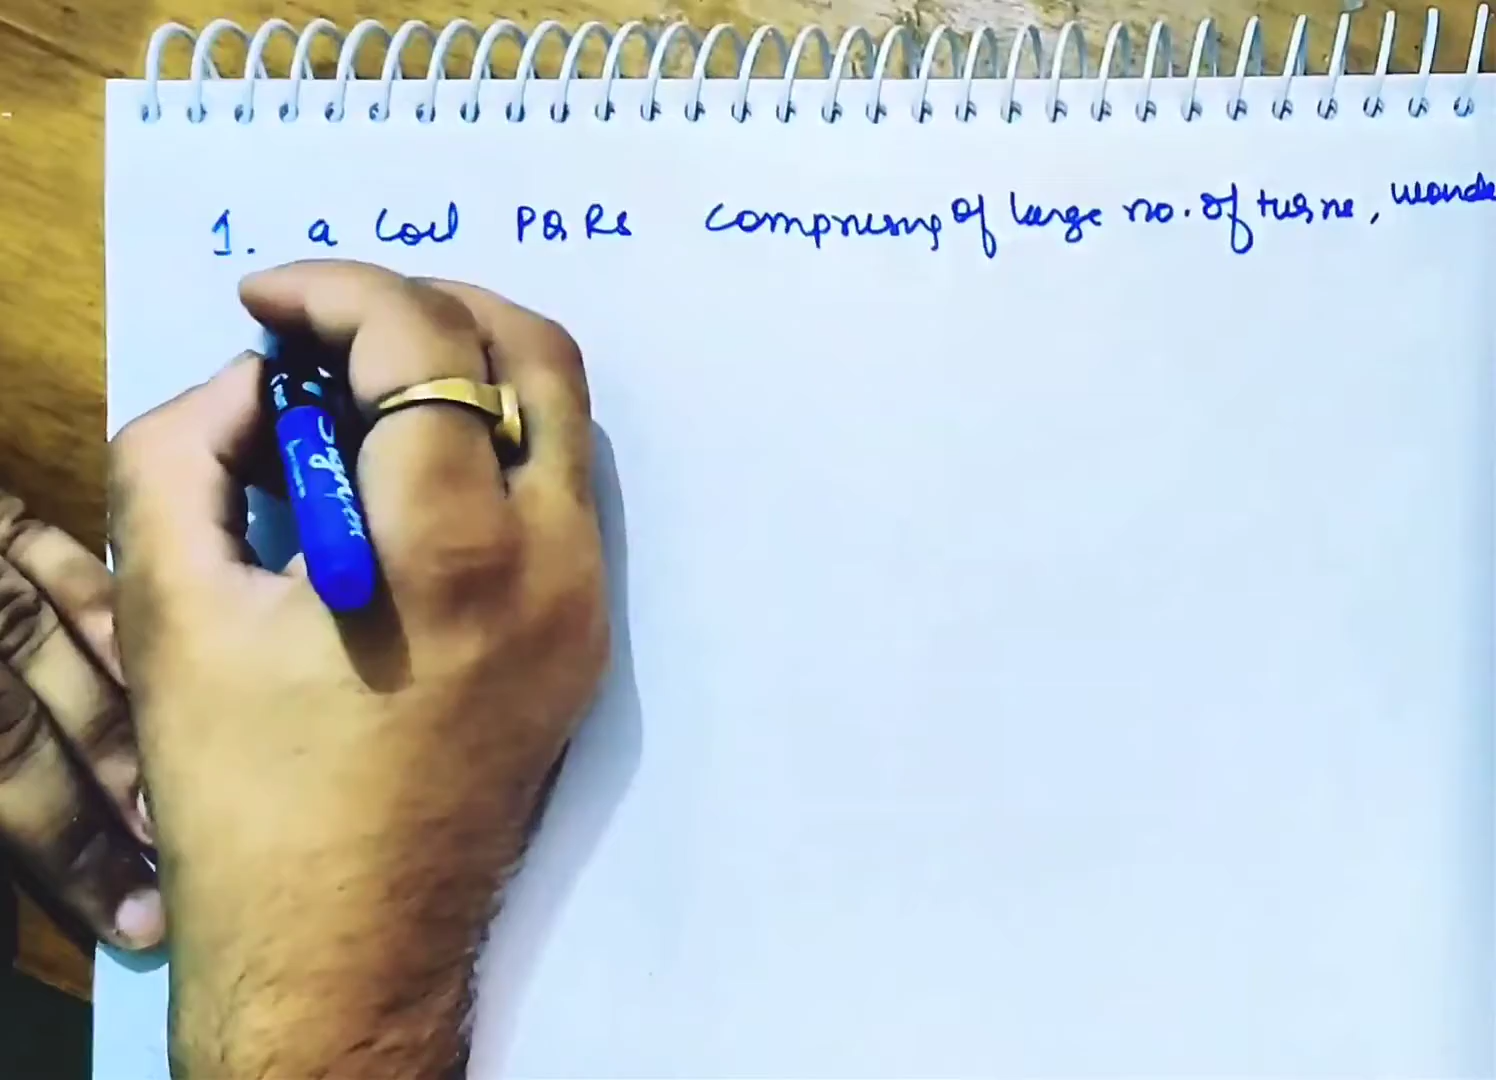 1. a coil PQRS comprising of large no. of turns,